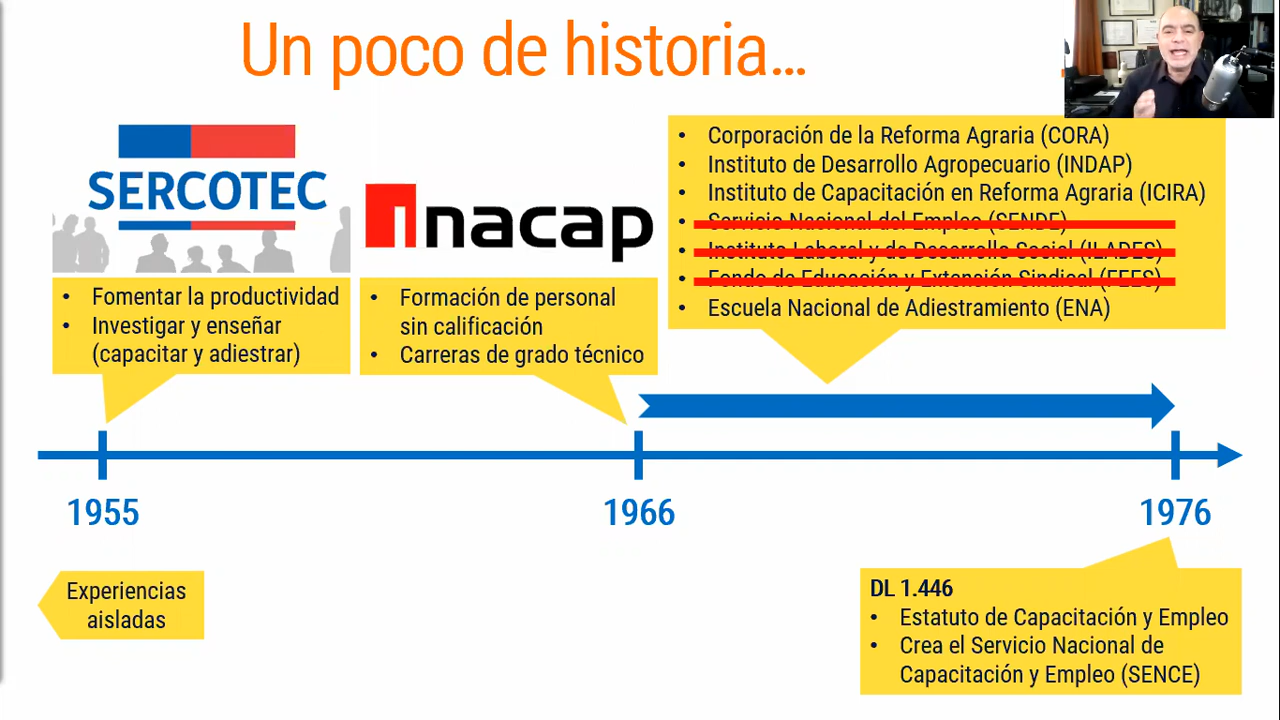 Un poco de historia...
SERCOTEC
inacap
• Fomentar la productividad
• Investigar y enseñar
(capacitar y adiestrar)
• Formación de personal
sin calificación
• Carreras de grado técnico
• Corporación de la Reforma Agraria (CORA)
• Instituto de Desarrollo Agropecuario (INDAP)
• Instituto de Capacitación en Reforma Agraria (ICIRA)
• Servicio Nacional del Empleo (SENDE)
• Instituto Laboral y de Desarrollo Social (ILADES)
• Fondo de Educación y Extensión Sindical (FEES)
• Escuela Nacional de Adiestramiento (ENA)
1955
1966
1976
Experiencias
aisladas
DL 1.446
• Estatuto de Capacitación y Empleo
• Crea el Servicio Nacional de
Capacitación y Empleo (SENCE)